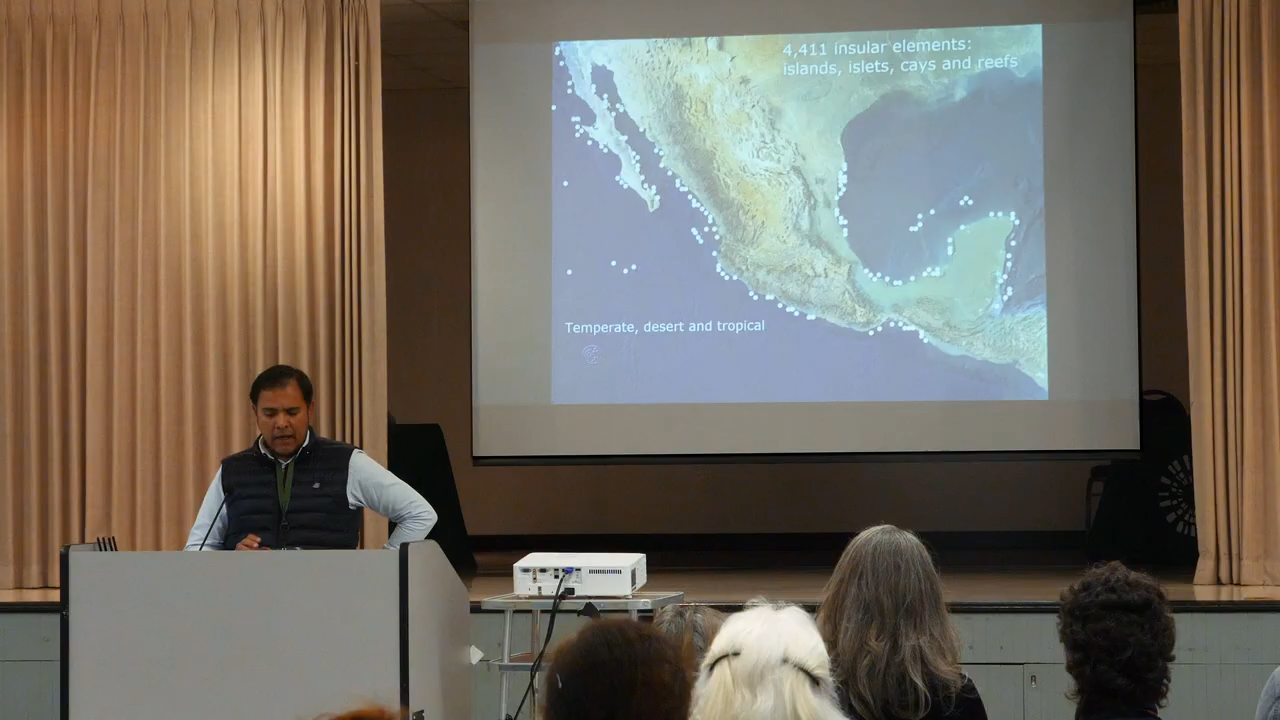 4,411 insular elements:
islands, islets, cays and reefs
Temperate, desert and tropical